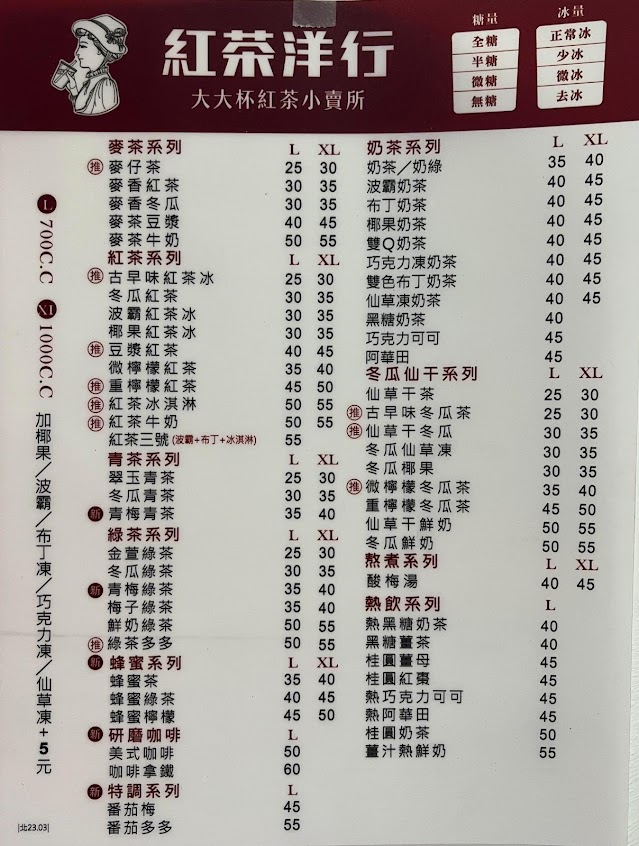 紅茶洋行
大大杯紅茶小賣所
糖量
全糖
半糖
微糖
無糖
冰量
正常冰
少冰
微冰
去冰
L 700C.C XL 1000C.C 加椰果/波霸/布丁凍/巧克力凍/仙草凍+5元
麥茶系列 L XL
推 麥仔茶 25 30
麥香紅茶 30 35
麥香冬瓜 30 35
麥茶豆漿 40 45
麥茶牛奶 50 55
紅茶系列 L XL
推 古早味紅茶冰 25 30
冬瓜紅茶 30 35
波霸紅茶冰 30 35
椰果紅茶冰 30 35
推 豆漿紅茶 40 45
微檸檬紅茶 35 40
推 重檸檬紅茶 45 50
推 紅茶冰淇淋 50 55
推 紅茶牛奶 50 55
紅茶三號(波霸+布丁+冰淇淋) 55
青茶系列 L XL
翠玉青茶 25 30
冬瓜青茶 30 35
新 青梅青茶 35 40
綠茶系列 L XL
金萱綠茶 25 30
冬瓜綠茶 30 35
新 青梅綠茶 35 40
梅子綠茶 35 40
鮮奶綠茶 50 55
推 綠茶多多 50 55
新 蜂蜜系列 L XL
蜂蜜茶 35 40
蜂蜜綠茶 40 45
蜂蜜檸檬 45 50
新 研磨咖啡 L
美式咖啡 50
咖啡拿鐵 60
新 特調系列 L
番茄梅 45
番茄多多 55
奶茶系列 L XL
奶茶/奶綠 35 40
波霸奶茶 40 45
布丁奶茶 40 45
椰果奶茶 40 45
雙Q奶茶 40 45
巧克力凍奶茶 40 45
雙色布丁奶茶 40 45
仙草凍奶茶 40 45
黑糖奶茶 40
巧克力可可 45
阿華田 45
冬瓜仙干系列 L XL
仙草干茶 25 30
推 古早味冬瓜茶 25 30
推 仙草干冬瓜 30 35
冬瓜仙草凍 30 35
冬瓜椰果 30 35
推 微檸檬冬瓜茶 35 40
重檸檬冬瓜茶 45 50
仙草干鮮奶 50 55
冬瓜鮮奶 50 55
熬煮系列 L XL
酸梅湯 40 45
熱飲系列 L
熱黑糖奶茶 40
黑糖薑茶 40
桂圓薑母 45
桂圓紅棗 45
熱巧克力可可 45
熱阿華田 45
桂圓奶茶 50
薑汁熱鮮奶 55
|北23.03|